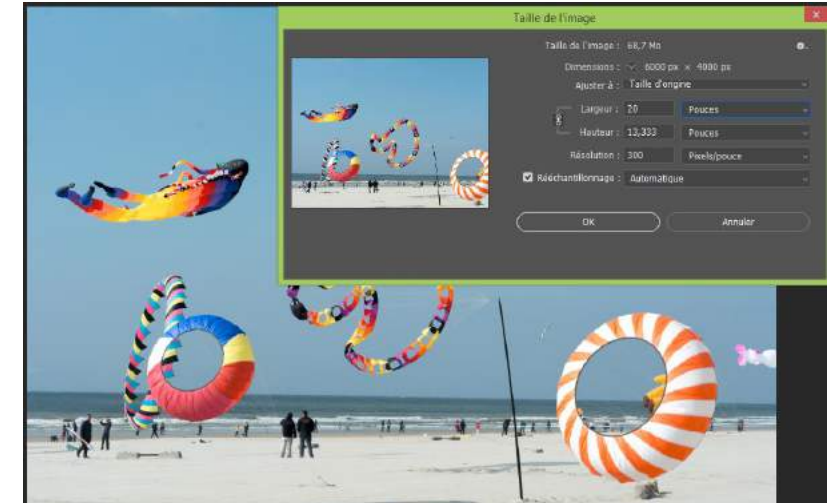 Taille de l'image
Taille de l'image : 68,7 Mo
Dimensions : 6000 px × 4000 px
Ajuster à : Taille d'origine
Largeur : 20 Pouces
Hauteur : 13,333 Pouces
Résolution : 300 Pixels/pouce
Rééchantillonnage : Automatique
OK Annuler